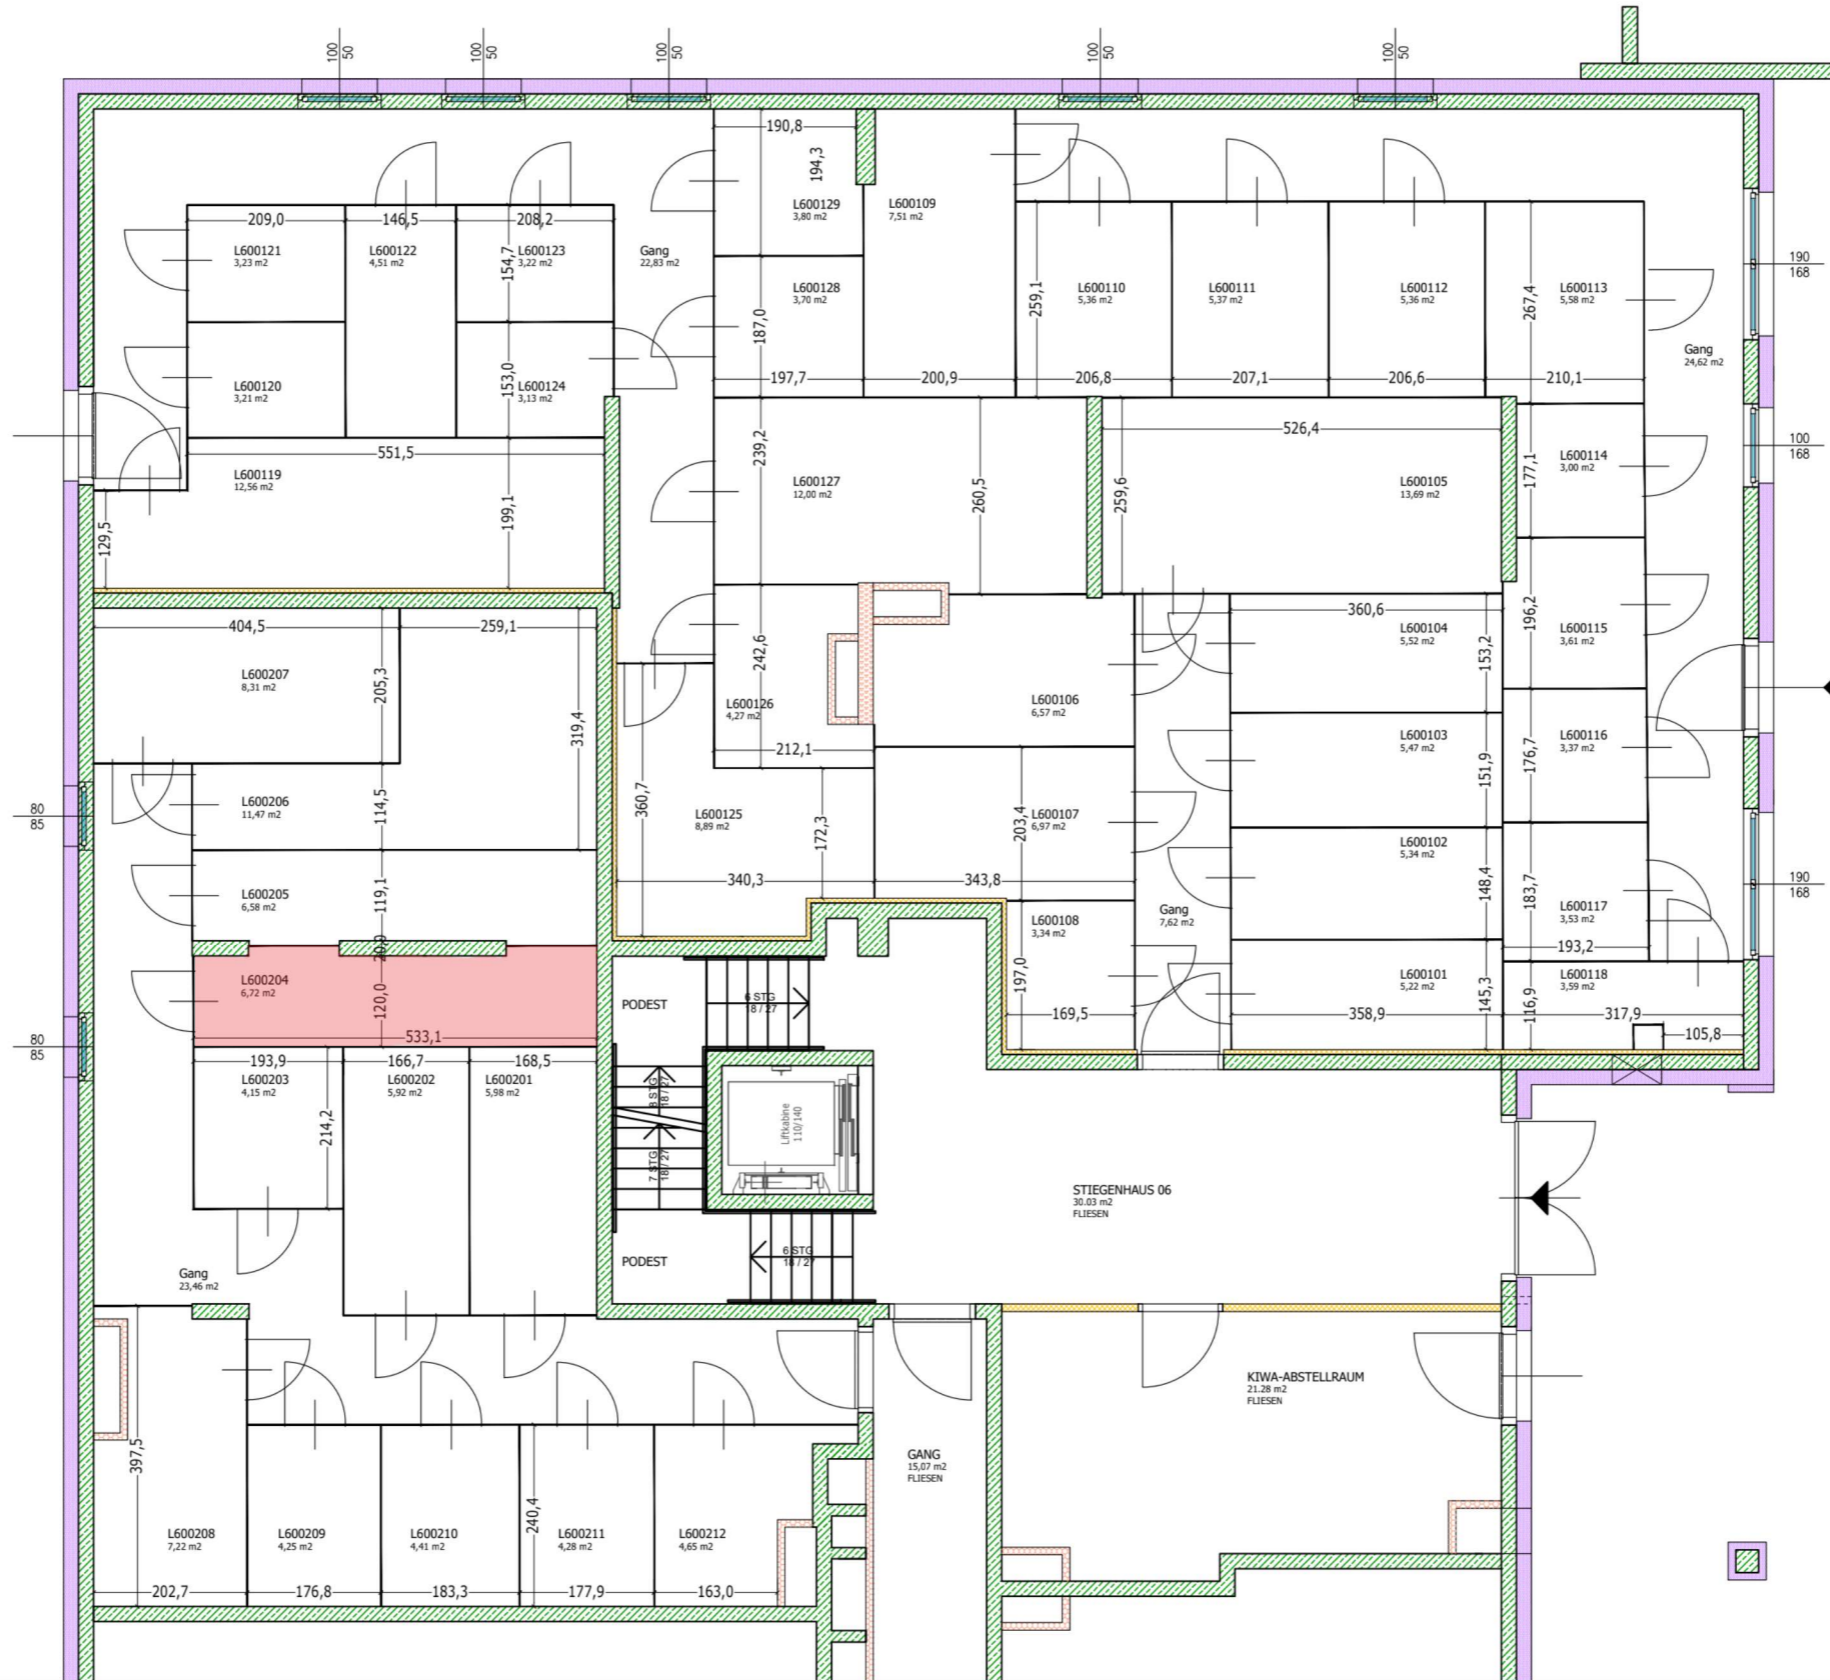 100
50
100
50
100
50
100
50
100
50
190,8
194,3
L600129
3,80 m2
L600109
7,51 m2
209,0
146,5
208,2
L600121
3,23 m2
L600122
4,51 m2
154,7
L600123
3,22 m2
Gang
22,83 m2
190
168
L600128
3,70 m2
259,1
L600110
5,36 m2
L600111
5,37 m2
L600112
5,36 m2
267,4
L600113
5,58 m2
187,0
Gang
24,62 m2
L600120
3,21 m2
153,0
L600124
3,13 m2
197,7
200,9
206,8
207,1
206,6
210,1
551,5
239,2
526,4
100
168
L600119
12,56 m2
L600127
12,00 m2
L600105
13,69 m2
177,1
L600114
3,00 m2
129,5
199,1
260,5
259,6
404,5
259,1
360,6
196,2
L600115
3,61 m2
L600104
5,52 m2
153,2
L600207
8,31 m2
205,3
242,6
L600126
4,27 m2
L600106
6,57 m2
319,4
212,1
L600103
5,47 m2
151,9
176,7
L600116
3,37 m2
80
85
L600206
11,47 m2
114,5
360,7
L600125
8,89 m2
172,3
203,4
L600107
6,97 m2
L600102
5,34 m2
148,4
183,7
190
168
340,3
343,8
L600205
6,58 m2
119,1
L600108
3,34 m2
Gang
7,62 m2
L600117
3,53 m2
193,2
20,0
L600204
6,72 m2
120,0
533,1
PODEST
6 STG
18 / 27
197,0
169,5
L600101
5,22 m2
145,3
358,9
116,9
L600118
3,59 m2
317,9
105,8
80
85
193,9
166,7
168,5
L600203
4,15 m2
L600202
5,92 m2
L600201
5,98 m2
214,2
8 STG
18 / 27
7 STG
18 / 27
Liftkabine
110/140
STIEGENHAUS 06
30.03 m2
FLIESEN
PODEST
6 STG
18 / 27
Gang
23,46 m2
397,5
KIWA-ABSTELLRAUM
21.28 m2
FLIESEN
GANG
15,07 m2
FLIESEN
240,4
L600208
7,22 m2
L600209
4,25 m2
L600210
4,41 m2
L600211
4,28 m2
L600212
4,65 m2
202,7
176,8
183,3
177,9
163,0